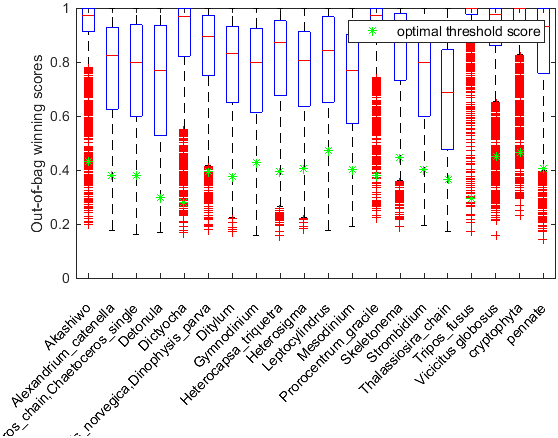 1
0.8
0.6
0.4
0.2
0
Out-of-bag winning scores
optimal threshold score
Akashiwo
Alexandrium_catenella
ros_chain,Chaetoceros_single
Detonula
Dictyocha
s_norvegica,Dinophysis_parva
Ditylum
Gymnodinium
Heterocapsa_triquetra
Heterosigma
Leptocylindrus
Mesodinium
Prorocentrum_gracile
Skeletonema
Strombidium
Thalassiosira_chain
Tripos_fusus
Vicicitus globosus
cryptophyta
pennate